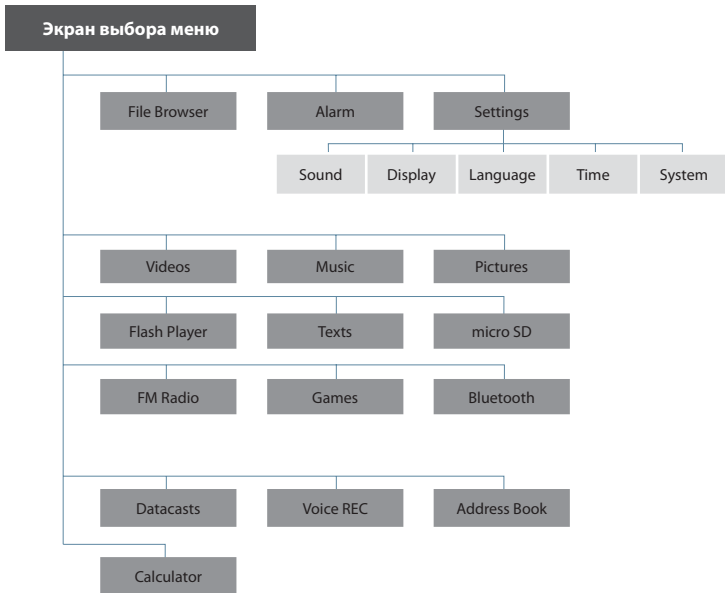 Экран выбора меню
File Browser
Alarm
Settings
Sound
Display
Language
Time
System
Videos
Music
Pictures
Flash Player
Texts
micro SD
FM Radio
Games
Bluetooth
Datacasts
Voice REC
Address Book
Calculator